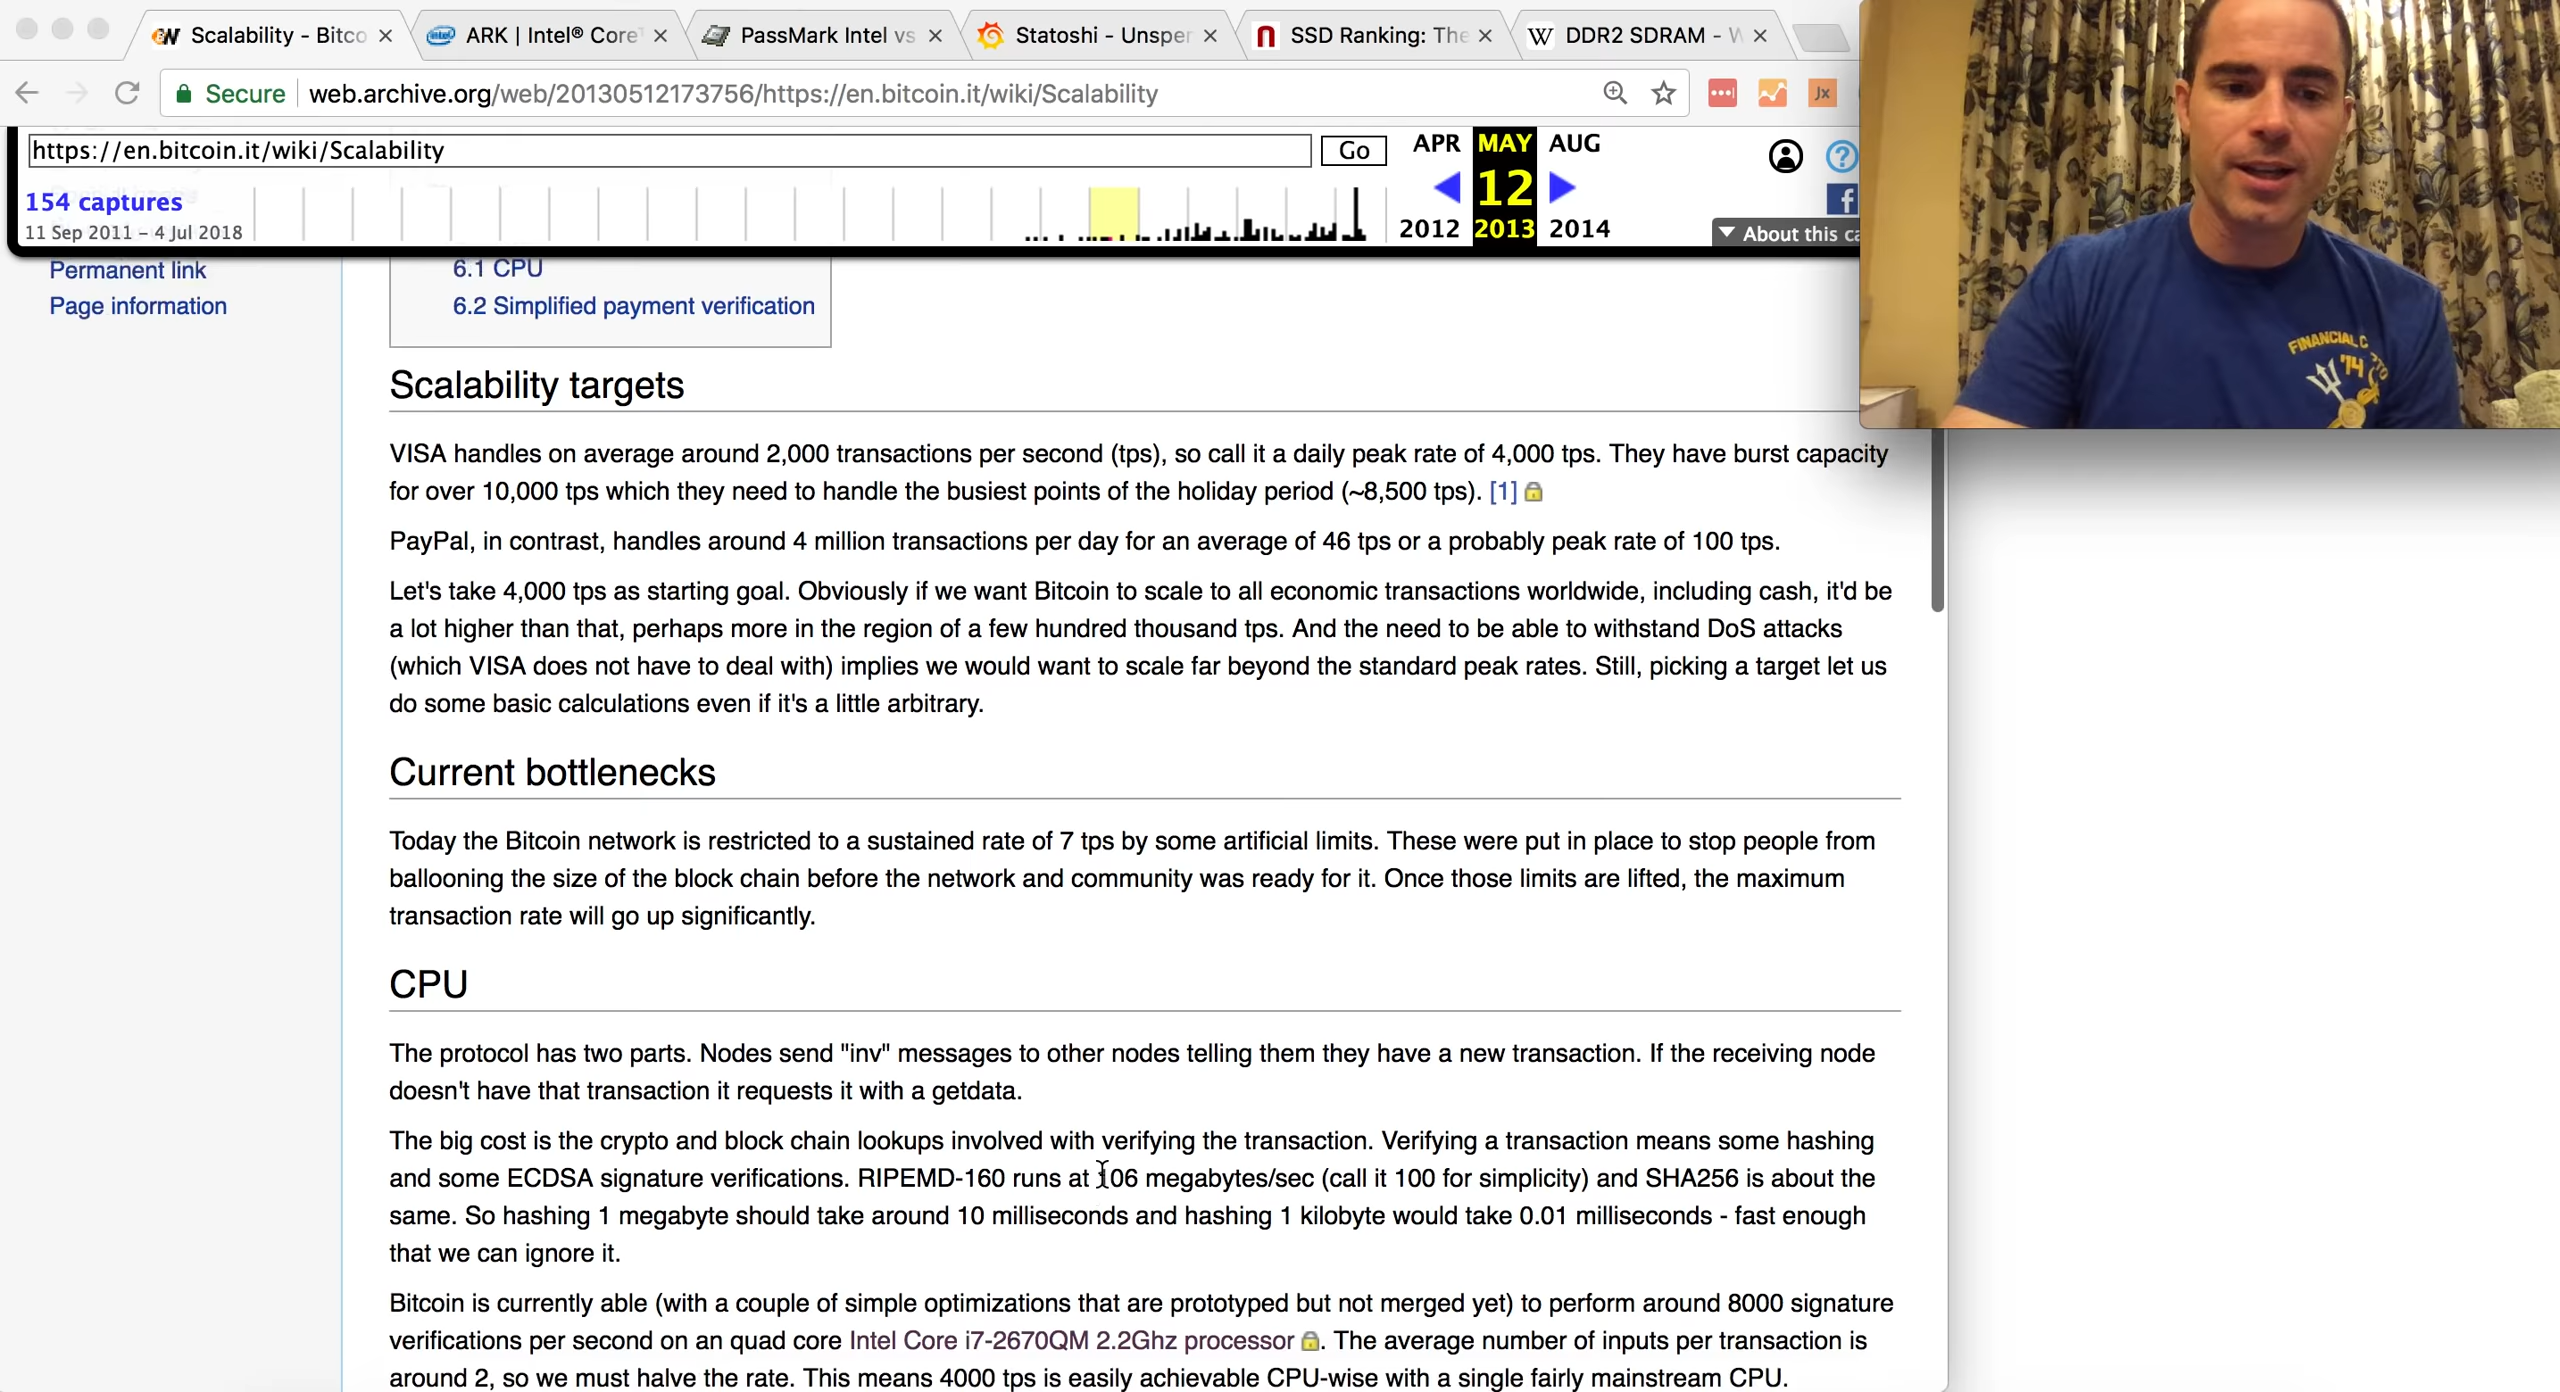 Scalability - Bitco
ARK | Intel® Core
PassMark Intel vs
Statoshi - Unsper
SSD Ranking: The
DDR2 SDRAM - W
Secure web.archive.org/web/20130512173756/https://en.bitcoin.it/wiki/Scalability
https://en.bitcoin.it/wiki/Scalability
Go
APR MAY AUG
12
2012 2013 2014
154 captures
11 Sep 2011 – 4 Jul 2018
About this ca
Permanent link
Page information
6.1 CPU
6.2 Simplified payment verification
Scalability targets
VISA handles on average around 2,000 transactions per second (tps), so call it a daily peak rate of 4,000 tps. They have burst capacity
for over 10,000 tps which they need to handle the busiest points of the holiday period (~8,500 tps). [1]
PayPal, in contrast, handles around 4 million transactions per day for an average of 46 tps or a probably peak rate of 100 tps.
Let's take 4,000 tps as starting goal. Obviously if we want Bitcoin to scale to all economic transactions worldwide, including cash, it'd be
a lot higher than that, perhaps more in the region of a few hundred thousand tps. And the need to be able to withstand DoS attacks
(which VISA does not have to deal with) implies we would want to scale far beyond the standard peak rates. Still, picking a target let us
do some basic calculations even if it's a little arbitrary.
Current bottlenecks
Today the Bitcoin network is restricted to a sustained rate of 7 tps by some artificial limits. These were put in place to stop people from
ballooning the size of the block chain before the network and community was ready for it. Once those limits are lifted, the maximum
transaction rate will go up significantly.
CPU
The protocol has two parts. Nodes send "inv" messages to other nodes telling them they have a new transaction. If the receiving node
doesn't have that transaction it requests it with a getdata.
The big cost is the crypto and block chain lookups involved with verifying the transaction. Verifying a transaction means some hashing
and some ECDSA signature verifications. RIPEMD-160 runs at 106 megabytes/sec (call it 100 for simplicity) and SHA256 is about the
same. So hashing 1 megabyte should take around 10 milliseconds and hashing 1 kilobyte would take 0.01 milliseconds - fast enough
that we can ignore it.
Bitcoin is currently able (with a couple of simple optimizations that are prototyped but not merged yet) to perform around 8000 signature
verifications per second on an quad core Intel Core i7-2670QM 2.2Ghz processor. The average number of inputs per transaction is
around 2, so we must halve the rate. This means 4000 tps is easily achievable CPU-wise with a single fairly mainstream CPU.
FINANCIAL C
'14